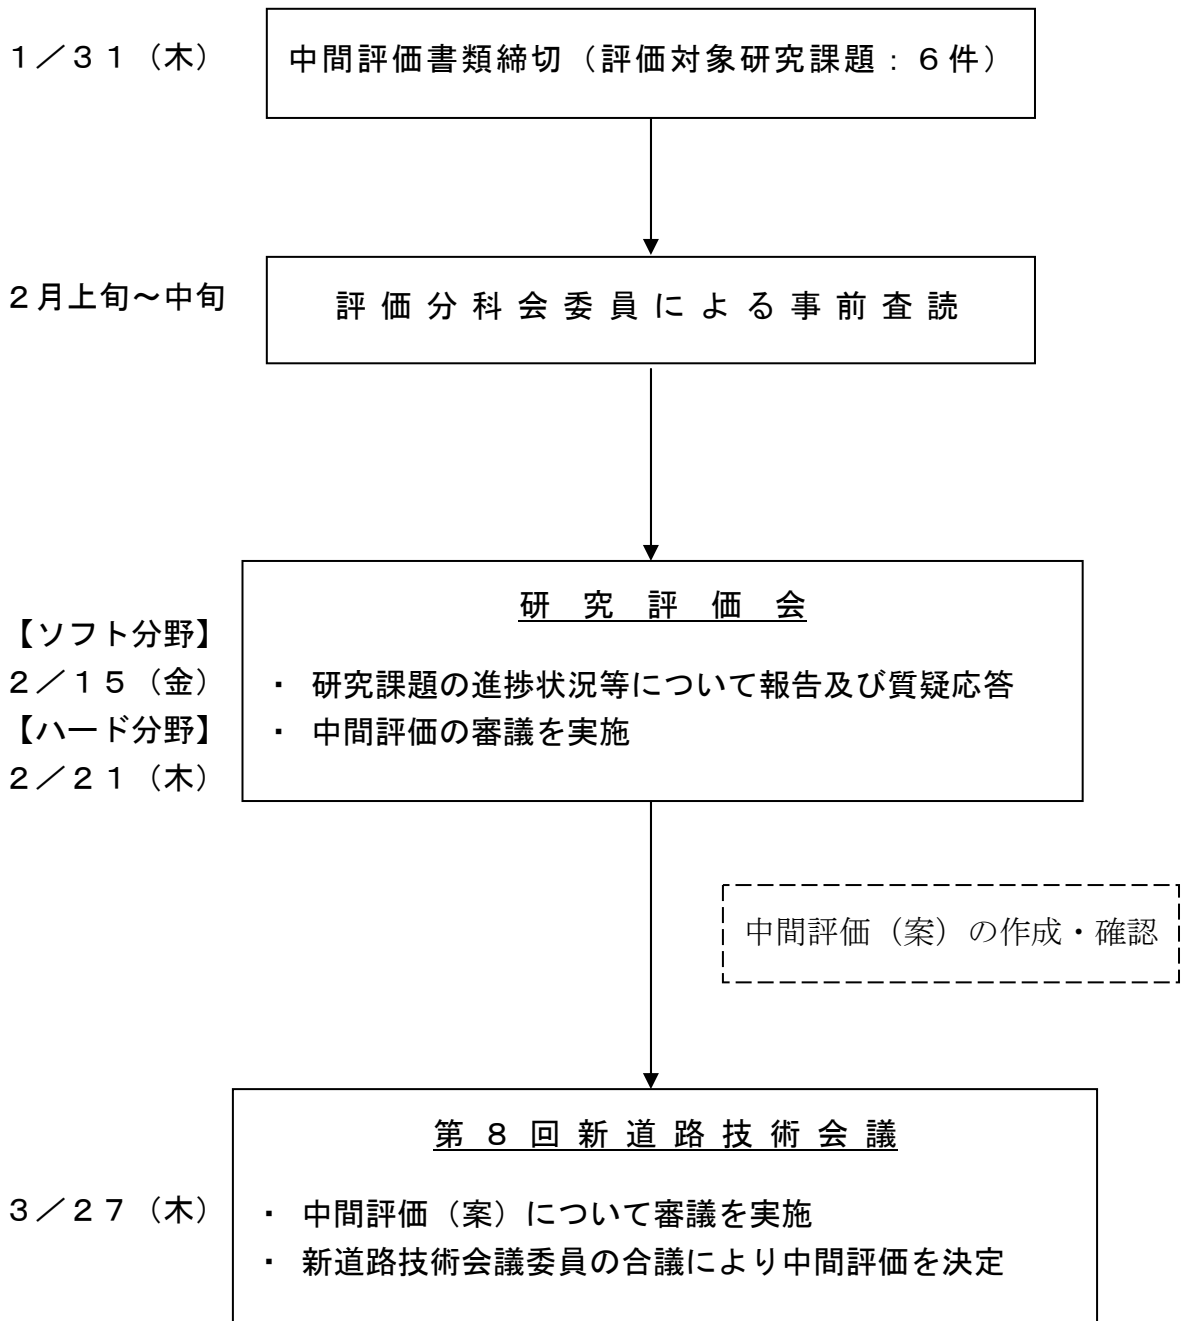 1／31（木）
中間評価書類締切（評価対象研究課題：6件）
2月上旬～中旬
評価分科会委員による事前査読
【ソフト分野】
2／15（金）
【ハード分野】
2／21（木）
研　究　評　価　会
・ 研究課題の進捗状況等について報告及び質疑応答
・ 中間評価の審議を実施
中間評価（案）の作成・確認
3／27（木）
第8回新道路技術会議
・ 中間評価（案）について審議を実施
・ 新道路技術会議委員の合議により中間評価を決定